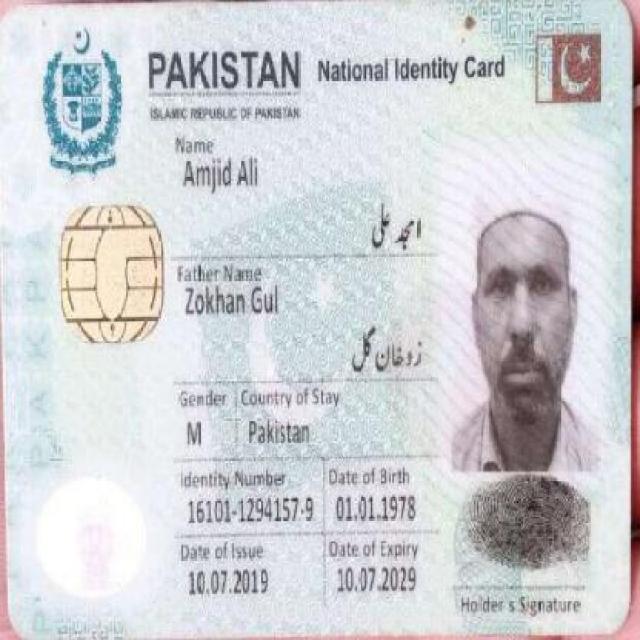 PAKISTAN National Identity Card
ISLAMIC REPUBLIC OF PAKISTAN
Name
Amjid Ali
امجد علی
Father Name
Zokhan Gul
زوخان گل
Gender Country of Stay
M Pakistan
Identity Number Date of Birth
16101-1294157-9 01.01.1978
Date of Issue Date of Expiry
10.07.2019 10.07.2029
Holder's Signature